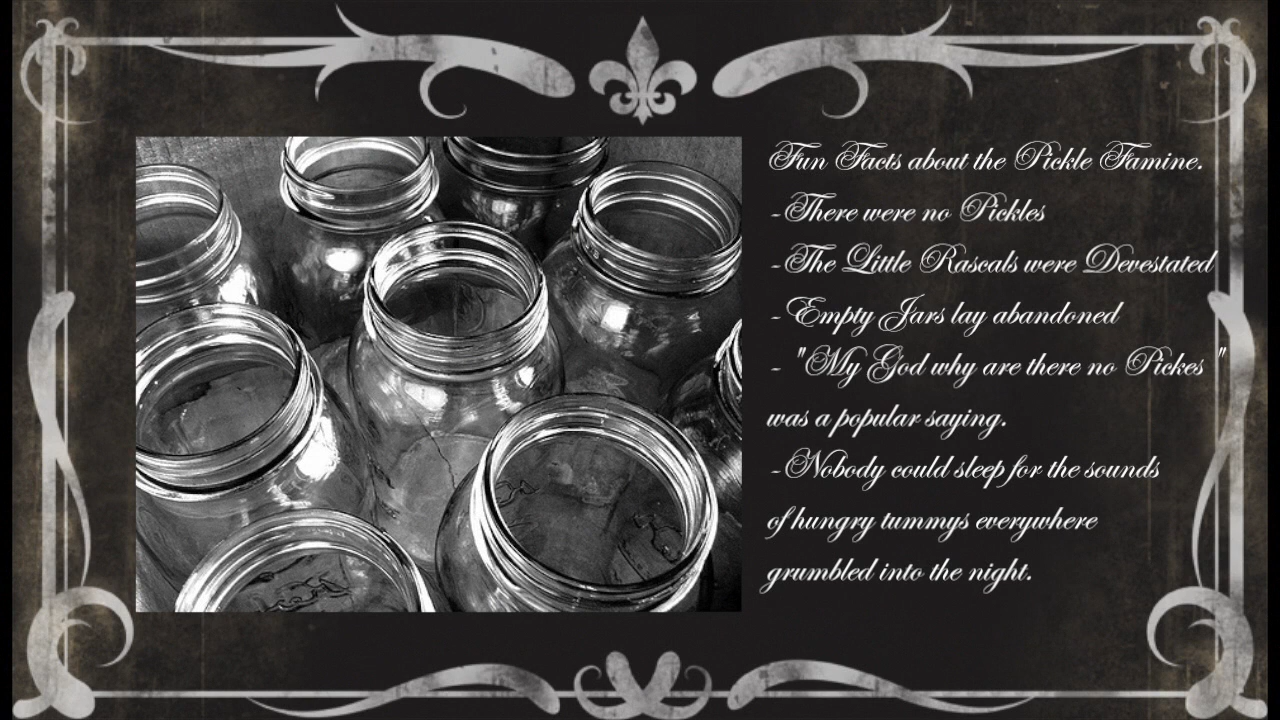 Fun Facts about the Pickle Famine.
-There were no Pickles
-The Little Rascals were Devestated
- Empty Jars lay abandoned
- "My God why are there no Pickes "
was a popular saying.
-Nobody could sleep for the sounds
of hungry tummys everywhere
grumbled into the night.